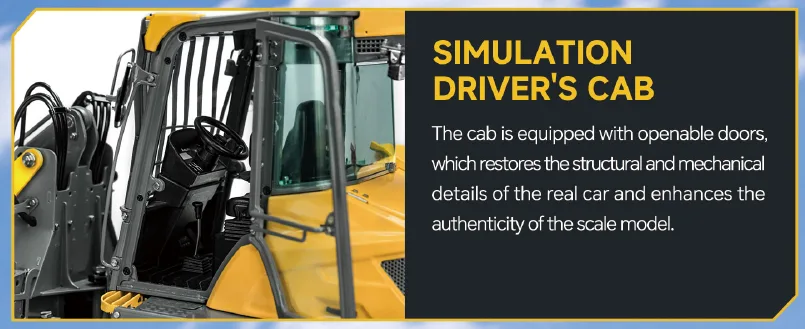 SIMULATION
DRIVER'S CAB
The cab is equipped with openable doors,
which restores the structural and mechanical
details of the real car and enhances the
authenticity of the scale model.